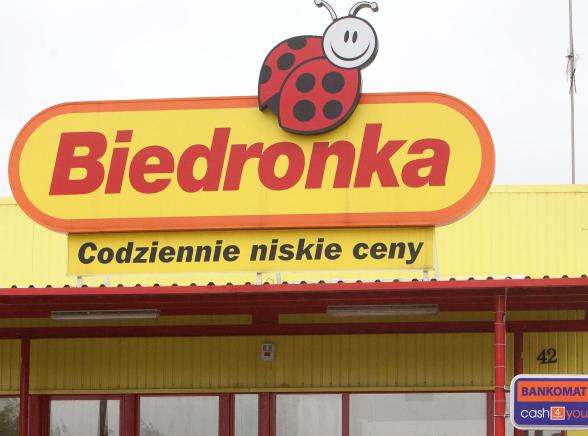 Biedronka
Codziennie niskie ceny
42
BANKOMAT
cash4you